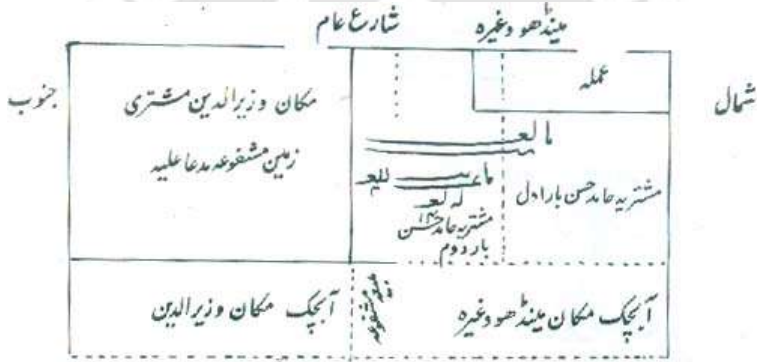 شارع عام
مینڈھو وغیرہ
جنوب
شمال
عملہ
مکان وزیرالدین مشتری
زمین مشفوعہ مدعا علیہ
مشتریہ حامد حسن بار اول
مشتریہ حامد حسن
بار دوم
آبچک مکان وزیرالدین
مشفوعہ
آبچک مکان مینڈھو وغیرہ